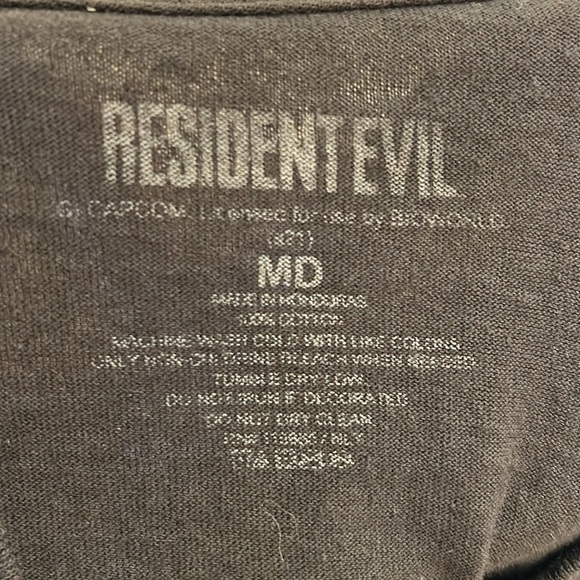 RESIDENT EVIL
© CAPCOM. Licensed for use by BIOWORLD.
(s21)
MD
MADE IN HONDURAS
100% COTTON
MACHINE WASH COLD WITH LIKE COLORS
ONLY NON-CHLORINE BLEACH WHEN NEEDED
TUMBLE DRY LOW
DO NOT IRON IF DECORATED
DO NOT DRY CLEAN
RN#